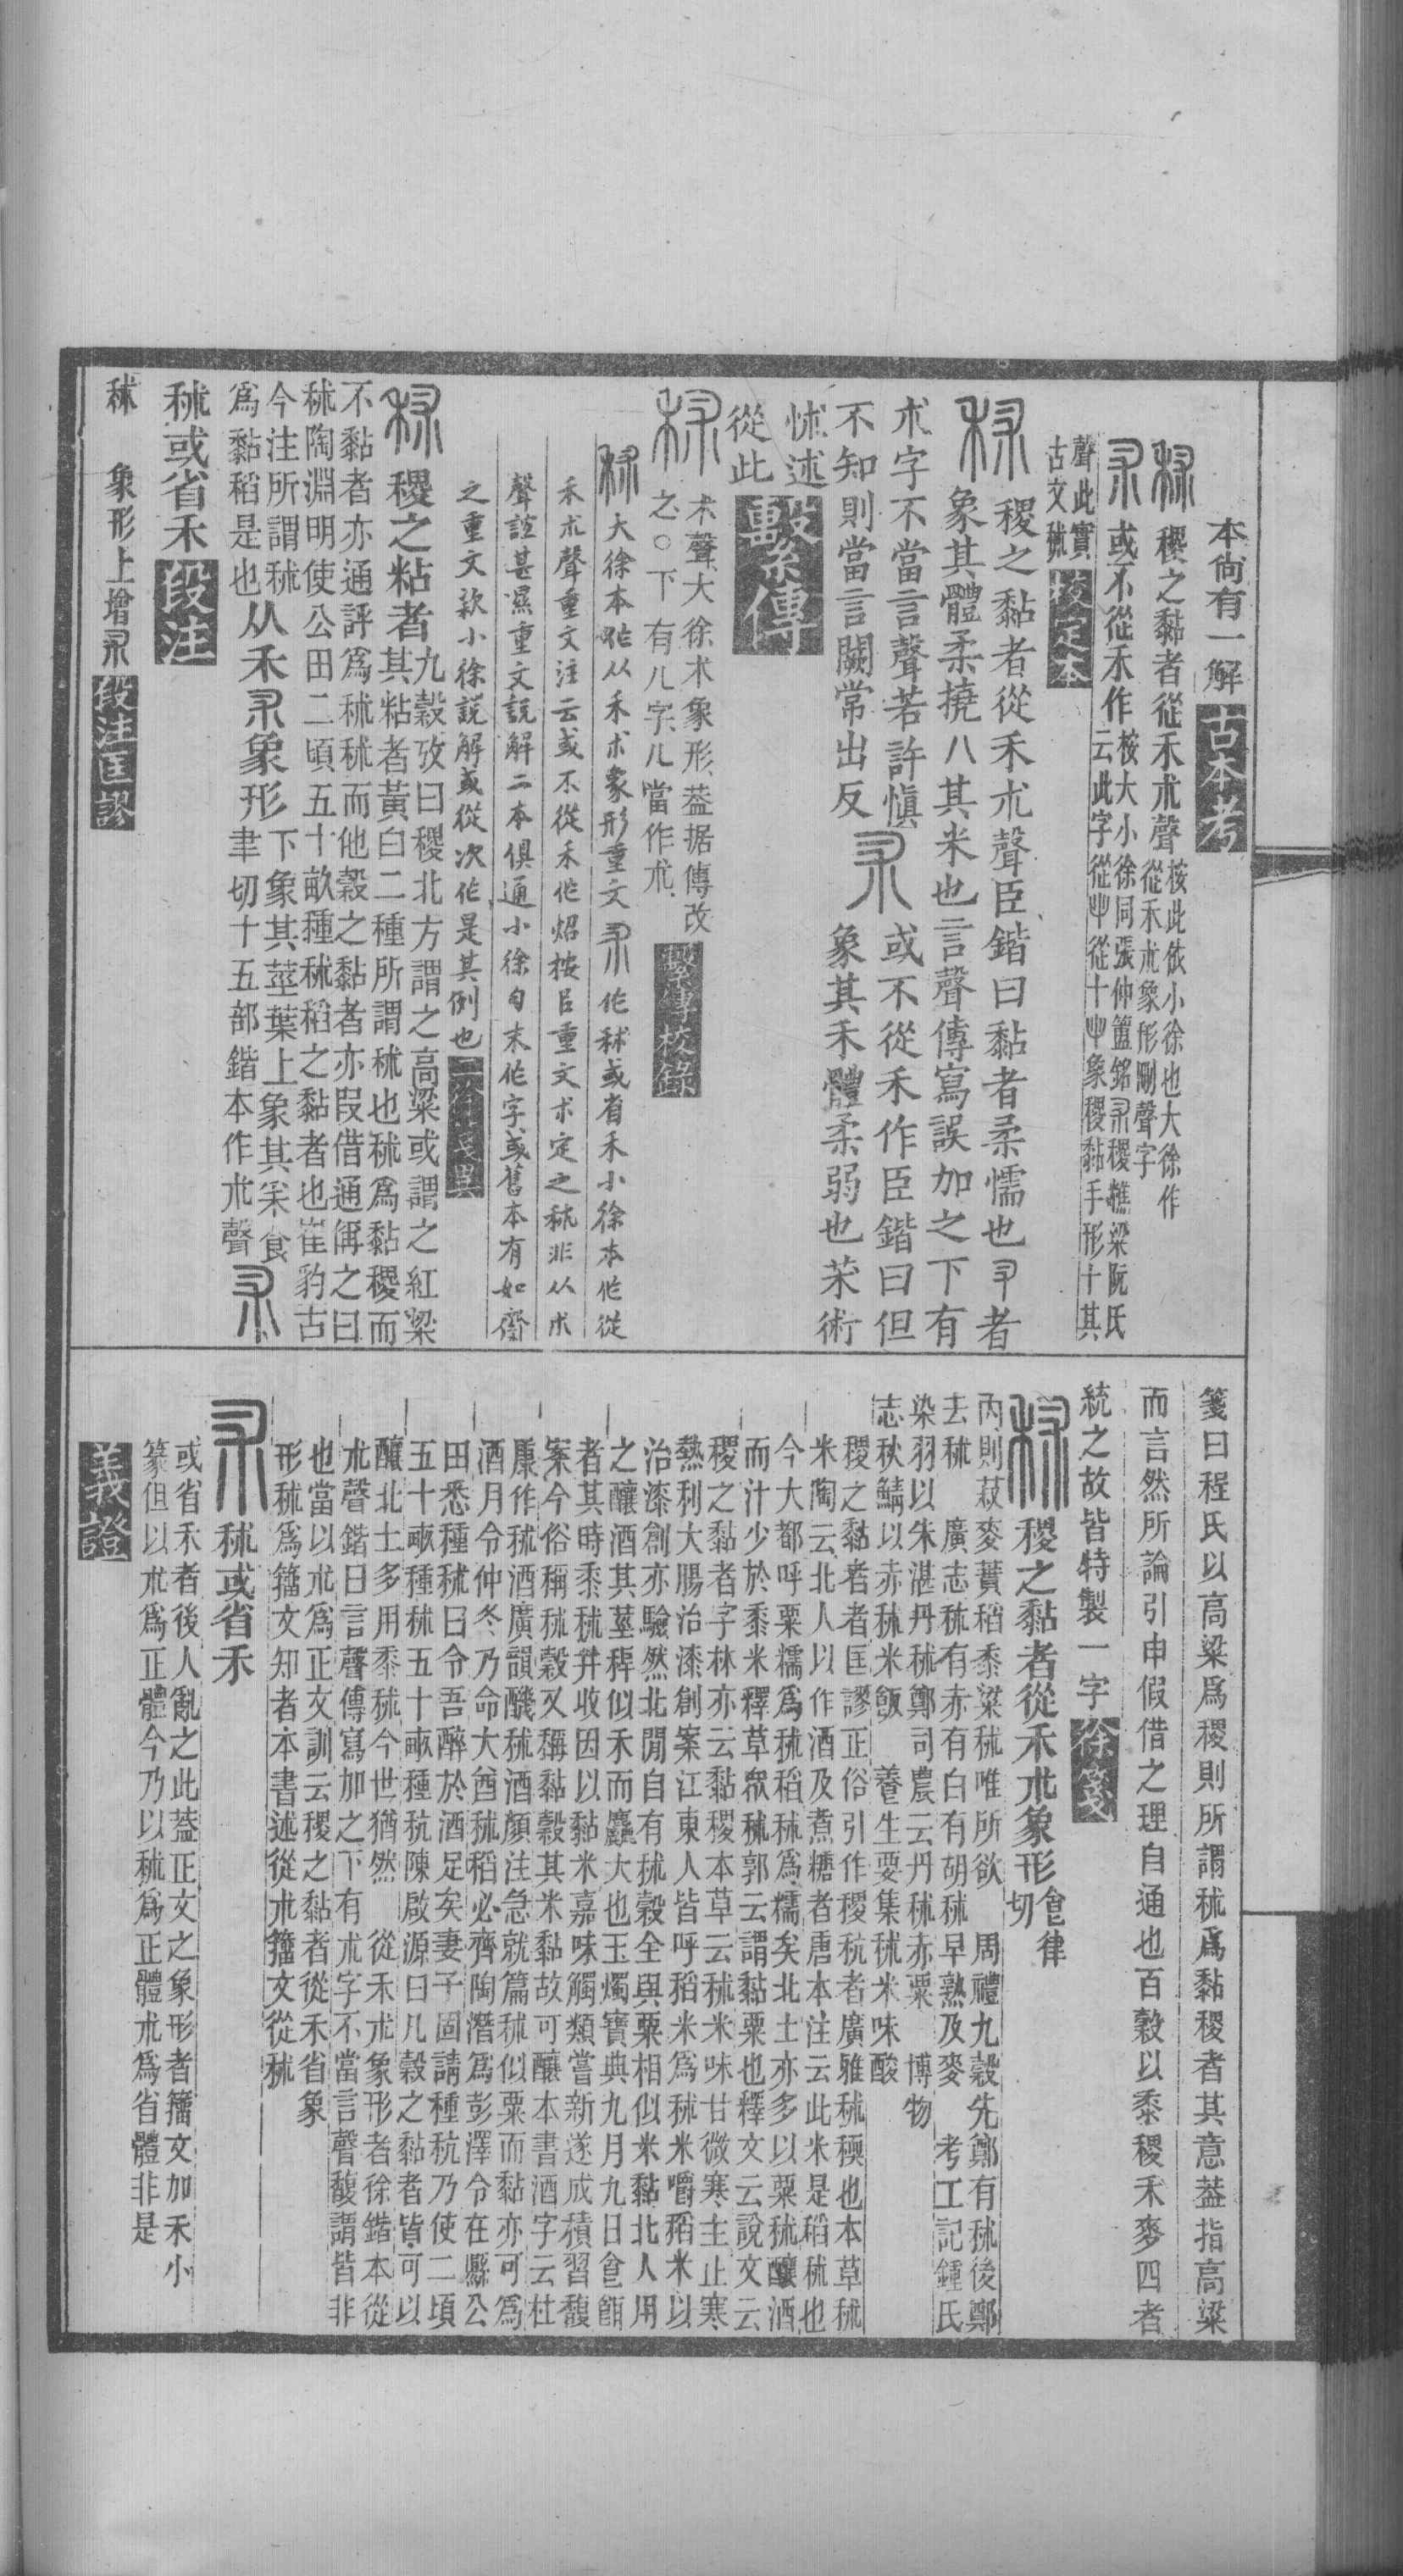 本尙有一解 古本考
稷之黏者從禾朮聲 桉此依小徐也大徐作
從禾朮象形刪聲字
或不從禾作 桉大小徐同張仲簠銘 稷 粱阮氏
云此字從屮從十屮象稷黏手形十其
聲此實
古文秫 校定本
稷之黏者從禾朮聲臣鍇曰黏者柔懦也 者
象其體柔撓八其米也言聲傳寫誤加之下有
朮字不當言聲若許愼 或不從禾作臣鍇曰但
不知則當言闕常出反 象其禾體柔弱也茮術
怵述
從此 繫傳
朮聲大徐朮象形葢据傳改
之○下有儿字儿當作朮 繫傳校錄
大徐本作从禾朮象形重文 作秫或省禾小徐本作從
禾朮聲重文注云或不從禾作 桉吕重文朮定之秫非从朮
聲 甚 重文説解二本俱通小徐句末作字或舊本有如齋
之重文 小徐説解或從次作是其例也 二徐箋異
稷之黏者 九穀攷曰稷北方謂之高粱或謂之紅粱
其粘者黃白二種所謂秫也秫爲黏稷而
不黏者亦通評爲秫秫而他穀之黏者亦叚借通偁之曰
秫陶淵明使公田二頃五十畝種秫稻之黏者也崔豹古
今注所謂秫
爲黏稻是也 从禾朮象形 下象其莖葉上象其采食
聿切十五部鍇本作朮聲
秫或省禾 段注
秫 象形上增 段注匡謬
箋曰程氏以高粱爲稷則所謂秫爲黏稷者其意葢指高粱
而言然所論引申假借之理自通也百穀以黍稷禾麥四者
統之故皆特製一字 徐箋
稷之黏者從禾朮象形 食律
切
周禮九穀先鄭有秫後鄭
內則菽麥蕡稻黍粱秫唯所欲
去秫 廣志秫有赤有白有胡秫早熟及麥 考工記鍾氏
染羽以朱湛丹秫鄭司農云丹秫赤粟 博物
志秋鯖以赤秫米飯 養生要集秫米味酸
稷之黏者者匡謬正俗引作稷秔者廣雅秫稬也本草秫
米陶云北人以作酒及煮糖者唐本注云此米是稻秫也
今大都呼粟糯爲秫稻秫爲糯矣北土亦多以粟秫釀酒
而汁少於黍米釋草衆秫郭云謂黏粟也釋文云說文云
稷之黏者字林亦云黏稷本草云秫米味甘微寒主止寒
熱利大腸治漆創案江東人皆呼稻米爲秫米嚼稻米以
治漆創亦驗然北閒自有秫穀全與粟相似米黏北人用
之釀酒其莖稈似禾而麤大也玉燭寶典九月九日食䭆
者其時黍秫幷收因以黏米嘉味觸類嘗新遂成積習馥
案今俗稱秫穀又稱黏穀其米黏故可釀本書酒字云杜
康作秫酒廣韻醆秫酒顏注急就篇秫似粟而黏亦可爲
酒月令仲冬乃命大酋秫稻必齊陶潛爲彭澤令在縣公
田悉種秫曰令吾醉於酒足矣妻子固請種秔乃使二頃
五十畝種秫五十畝種秔陳啟源曰凡穀之黏者皆可以
釀北土多用黍秫今世猶然 從禾朮象形者徐鍇本從
朮聲鍇曰言聲傳寫加之下有朮字不當言聲馥謂皆非
也當以朮爲正文訓云稷之黏者從禾省象
形秫爲籒文知者本書述從朮籒文從秫
秫或省禾
或省禾者後人亂之此葢正文之象形者籒文加禾小
篆但以朮爲正體今乃以秫爲正體朮爲省體非是
義證